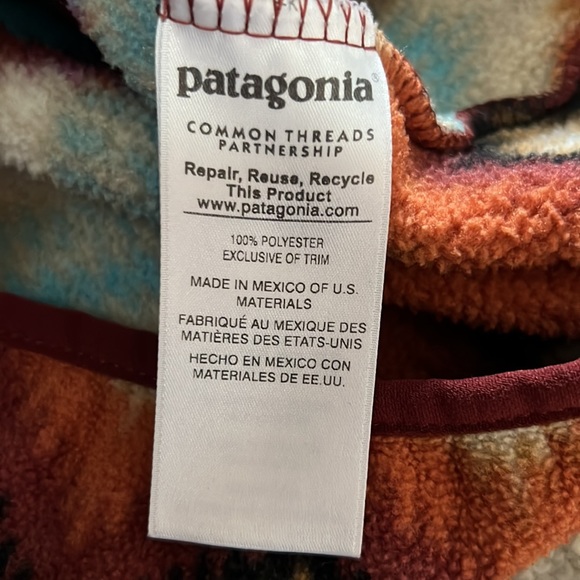 patagonia®
COMMON THREADS
PARTNERSHIP
Repair, Reuse, Recycle
This Product
www.patagonia.com
100% POLYESTER
EXCLUSIVE OF TRIM
MADE IN MEXICO OF U.S.
MATERIALS
FABRIQUÉ AU MEXIQUE DES
MATIÈRES DES ETATS-UNIS
HECHO EN MEXICO CON
MATERIALES DE EE.UU.